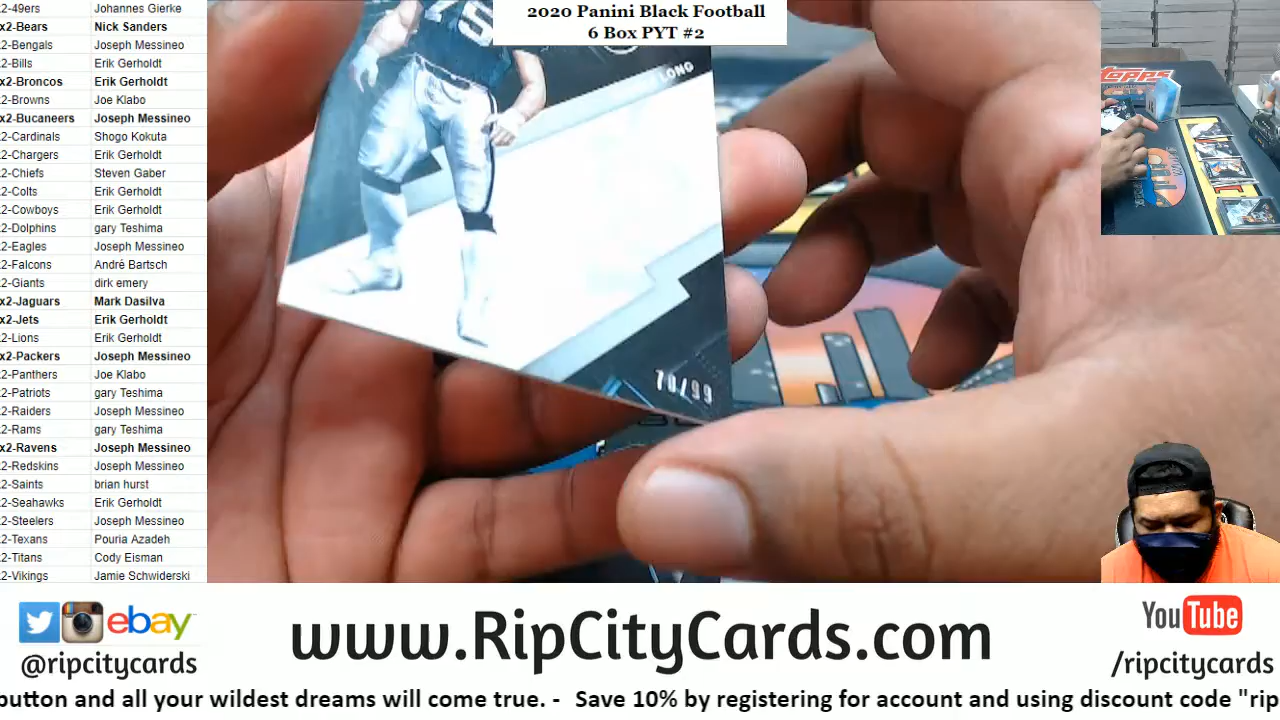 2020 Panini Black Football
6 Box PYT #2
2-49ers Johannes Gierke
x2-Bears Nick Sanders
2-Bengals Joseph Messineo
2-Bills Erik Gerholdt
x2-Broncos Erik Gerholdt
2-Browns Joe Klabo
x2-Bucaneers Joseph Messineo
2-Cardinals Shogo Kokuta
2-Chargers Erik Gerholdt
2-Chiefs Steven Gaber
2-Colts Erik Gerholdt
2-Cowboys Erik Gerholdt
2-Dolphins gary Teshima
2-Eagles Joseph Messineo
2-Falcons André Bartsch
2-Giants dirk emery
x2-Jaguars Mark Dasilva
x2-Jets Erik Gerholdt
2-Lions Erik Gerholdt
x2-Packers Joseph Messineo
2-Panthers Joe Klabo
2-Patriots gary Teshima
2-Raiders Joseph Messineo
2-Rams gary Teshima
x2-Ravens Joseph Messineo
2-Redskins Joseph Messineo
2-Saints brian hurst
2-Seahawks Erik Gerholdt
2-Steelers Joseph Messineo
2-Texans Pouria Azadeh
2-Titans Cody Eisman
2-Vikings Jamie Schwiderski
75
LONG
70/99
topps
ebay
@ripcitycards
www.RipCityCards.com
YouTube
/ripcitycards
button and all your wildest dreams will come true. - Save 10% by registering for account and using discount code "rip